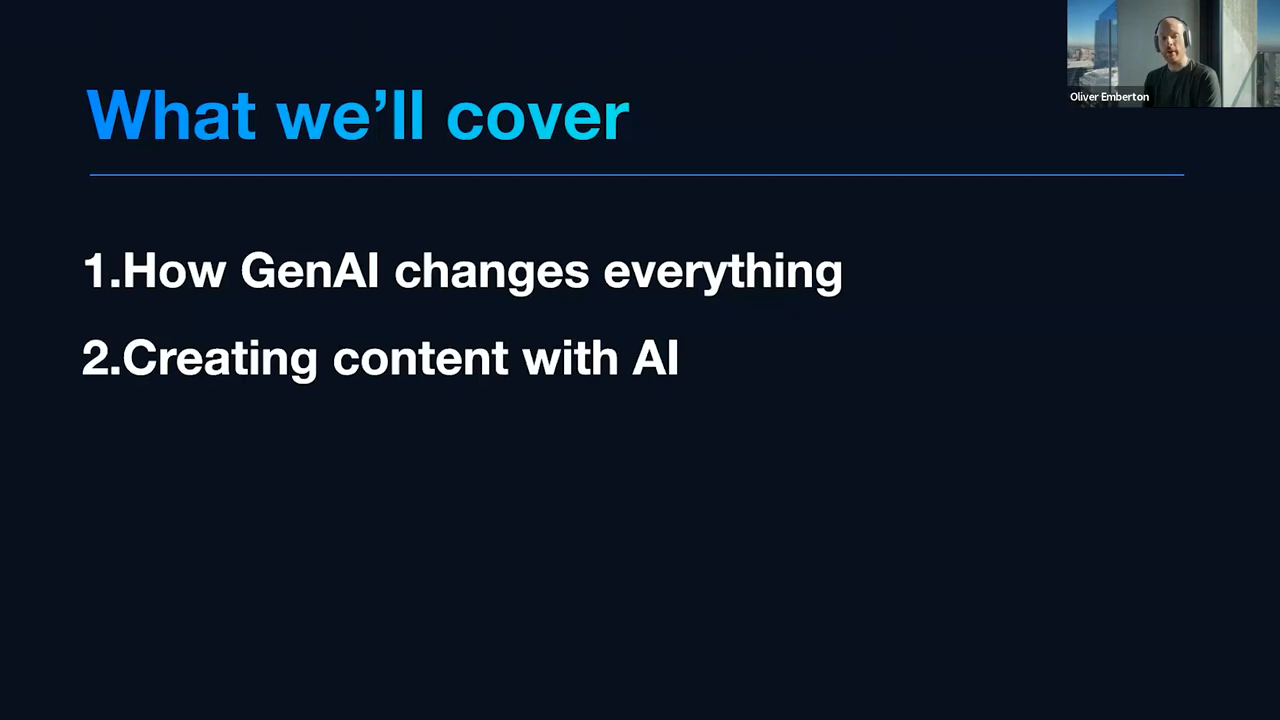 What we’ll cover
1.How GenAI changes everything
2.Creating content with AI
Oliver Emberton